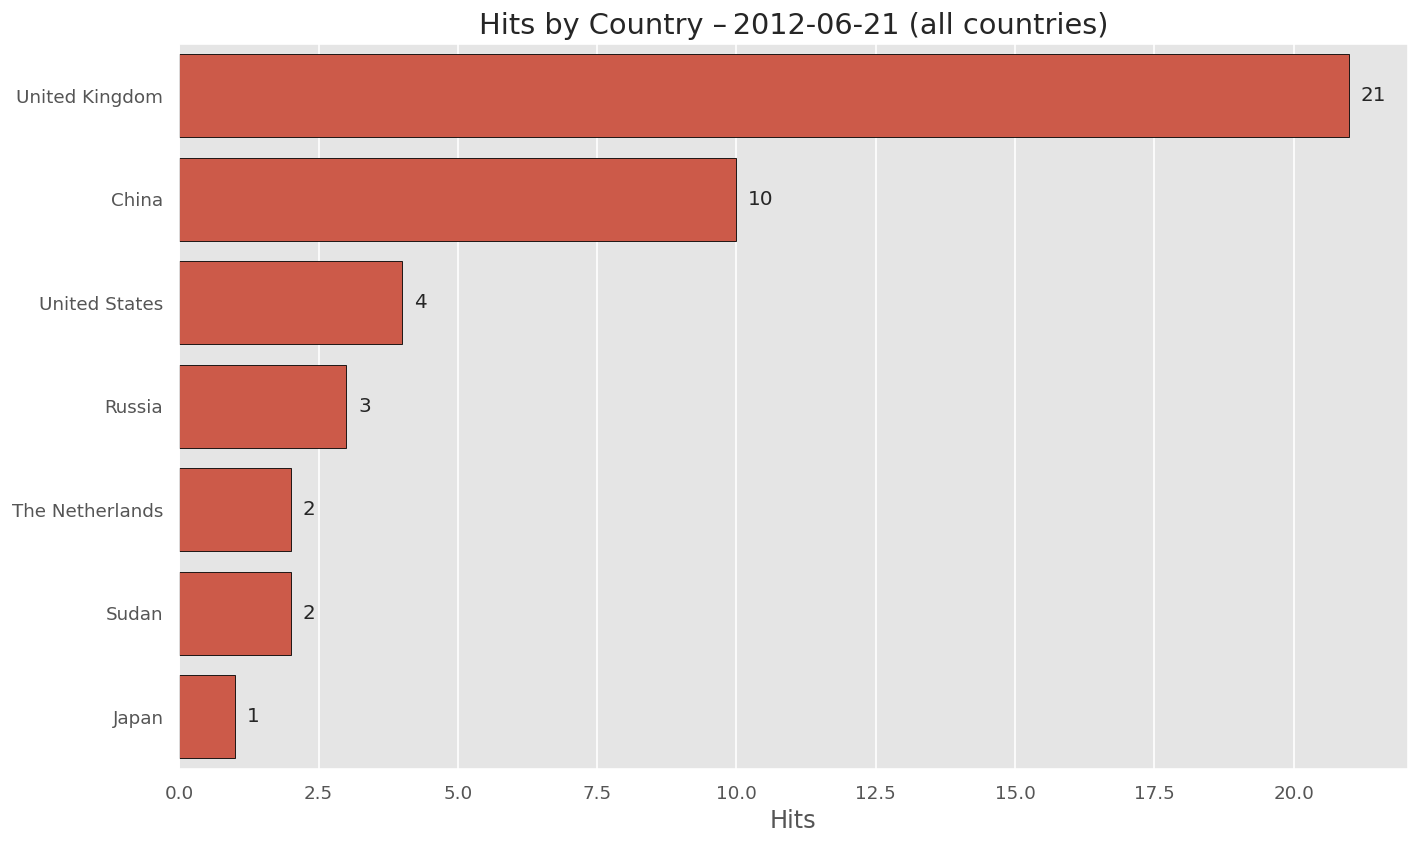 Hits by Country – 2012-06-21 (all countries)
United Kingdom 21
China 10
United States 4
Russia 3
The Netherlands 2
Sudan 2
Japan 1
0.0 2.5 5.0 7.5 10.0 12.5 15.0 17.5 20.0
Hits